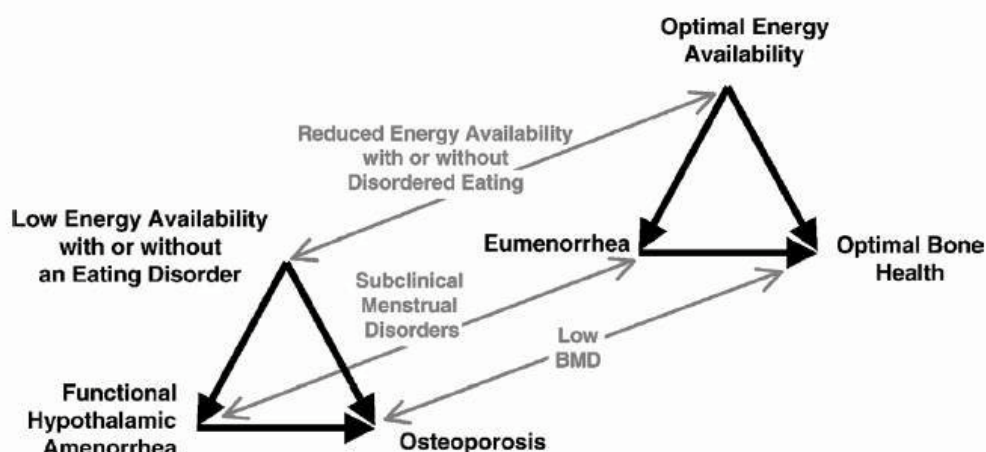 Optimal Energy
Availability
Reduced Energy Availability
with or without
Disordered Eating
Low Energy Availability
with or without
an Eating Disorder
Eumenorrhea
Optimal Bone
Health
Subclinical
Menstrual
Disorders
Low
BMD
Functional
Hypothalamic
Amenorrhea
Osteoporosis